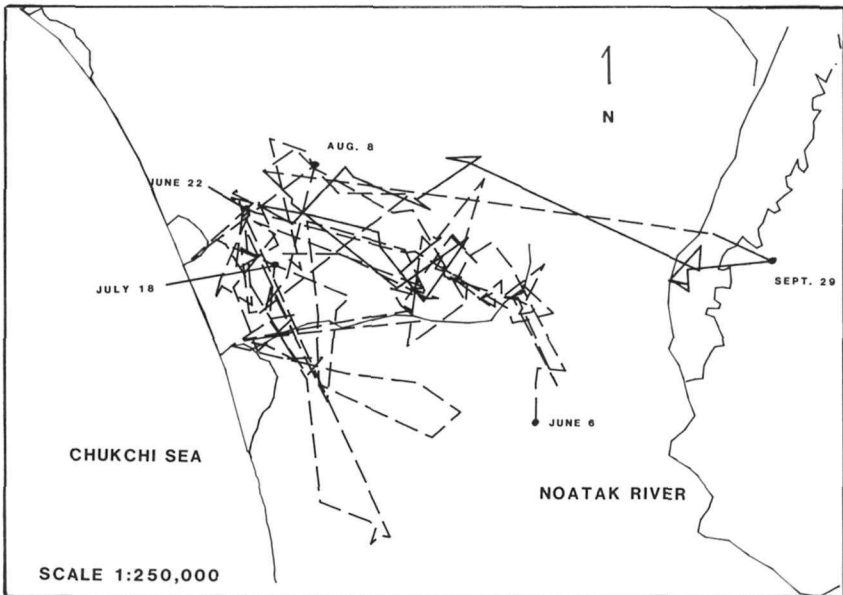 N
AUG. 8
JUNE 22
SEPT. 29
JULY 18
JUNE 6
CHUKCHI SEA
NOATAK RIVER
SCALE 1:250,000